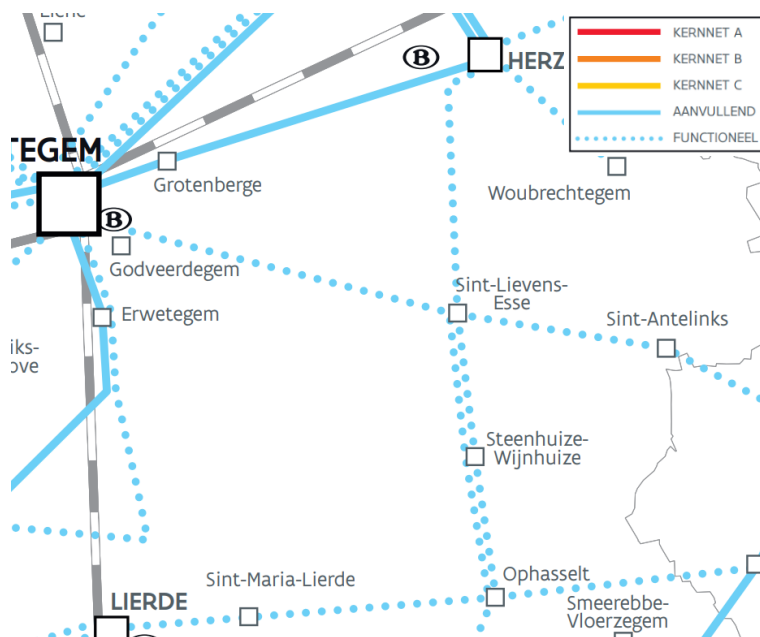 HERZ
KERNNET A
KERNNET B
KERNNET C
AANVULLEND
FUNCTIONEEL
B
TEGEM
Grotenberge
Woubrechtegem
B
Godveerdegem
Erwetegem
Sint-Lievens-
Esse
Sint-Antelinks
iks-
ove
Steenhuize-
Wijnhuize
Sint-Maria-Lierde
Ophasselt
LIERDE
Smeerebbe-
Vloerzegem